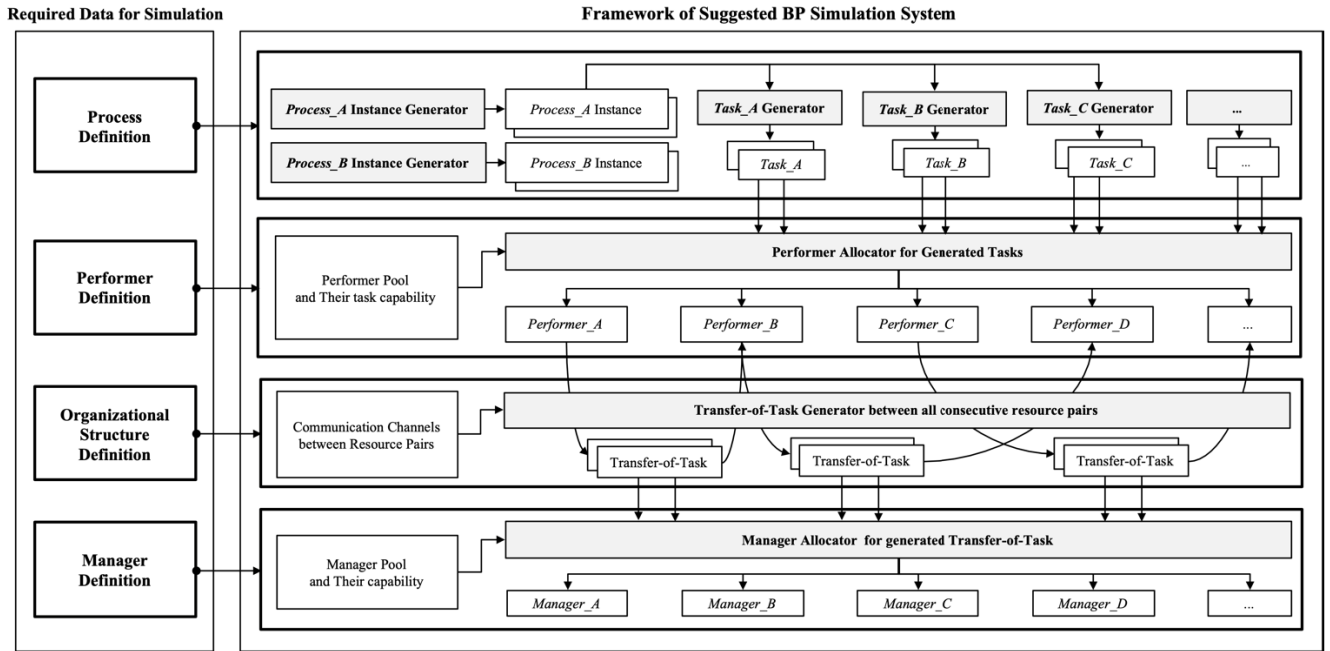 Required Data for Simulation
Framework of Suggested BP Simulation System
Process
Definition
Process_A Instance Generator
Process_A Instance
Process_B Instance Generator
Process_B Instance
Task_A Generator
Task_B Generator
Task_C Generator
...
Task_A
Task_B
Task_C
...
Performer
Definition
Performer Pool
and Their task capability
Performer Allocator for Generated Tasks
Performer_A
Performer_B
Performer_C
Performer_D
...
Organizational
Structure
Definition
Communication Channels
between Resource Pairs
Transfer-of-Task Generator between all consecutive resource pairs
Transfer-of-Task
Transfer-of-Task
Transfer-of-Task
Manager
Definition
Manager Pool
and Their capability
Manager Allocator for generated Transfer-of-Task
Manager_A
Manager_B
Manager_C
Manager_D
...